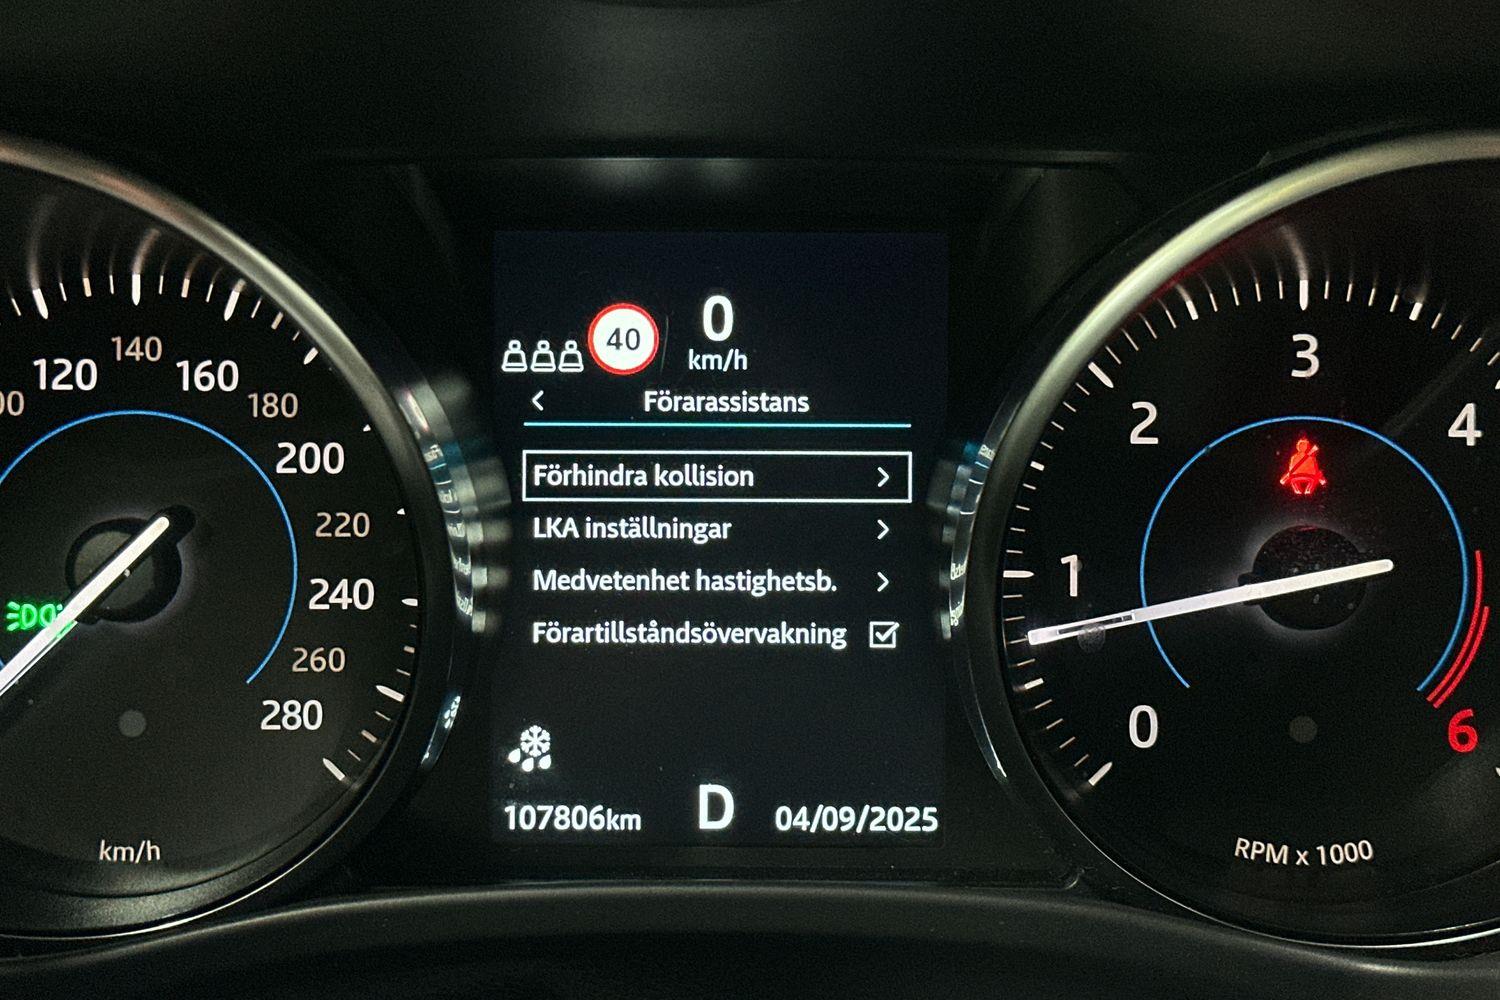 40
0
km/h
Förarassistans
Förhindra kollision
LKA inställningar
Medvetenhet hastighetsb.
Förartillståndsövervakning
107806km
D
04/09/2025
120
140
160
180
200
220
240
260
280
km/h
0
1
2
3
4
6
RPM x 1000